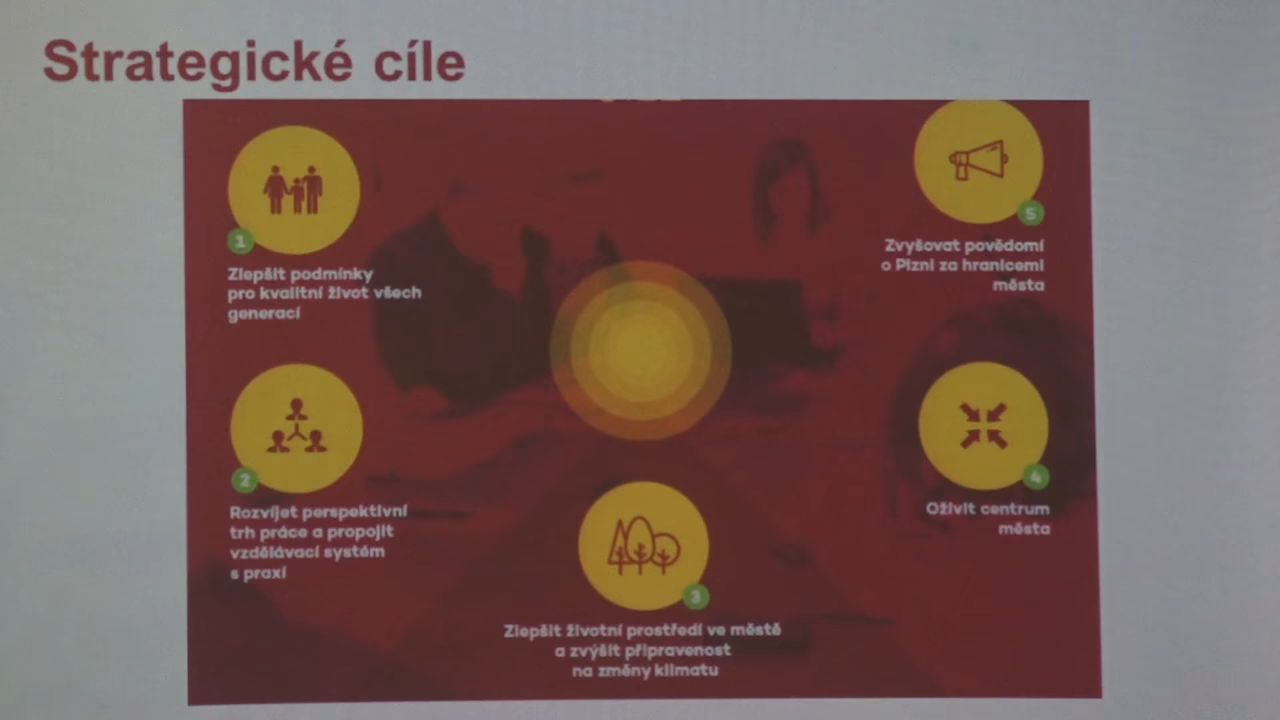 Strategické cíle
1
Zlepšit podmínky
pro kvalitní život všech
generací
2
Rozvíjet perspektivní
trh práce a propojit
vzdělávací systém
s praxí
3
Zlepšit životní prostředí ve městě
a zvýšit připravenost
na změny klimatu
4
Oživit centrum
města
5
Zvyšovat povědomí
o Plzni za hranicemi
města